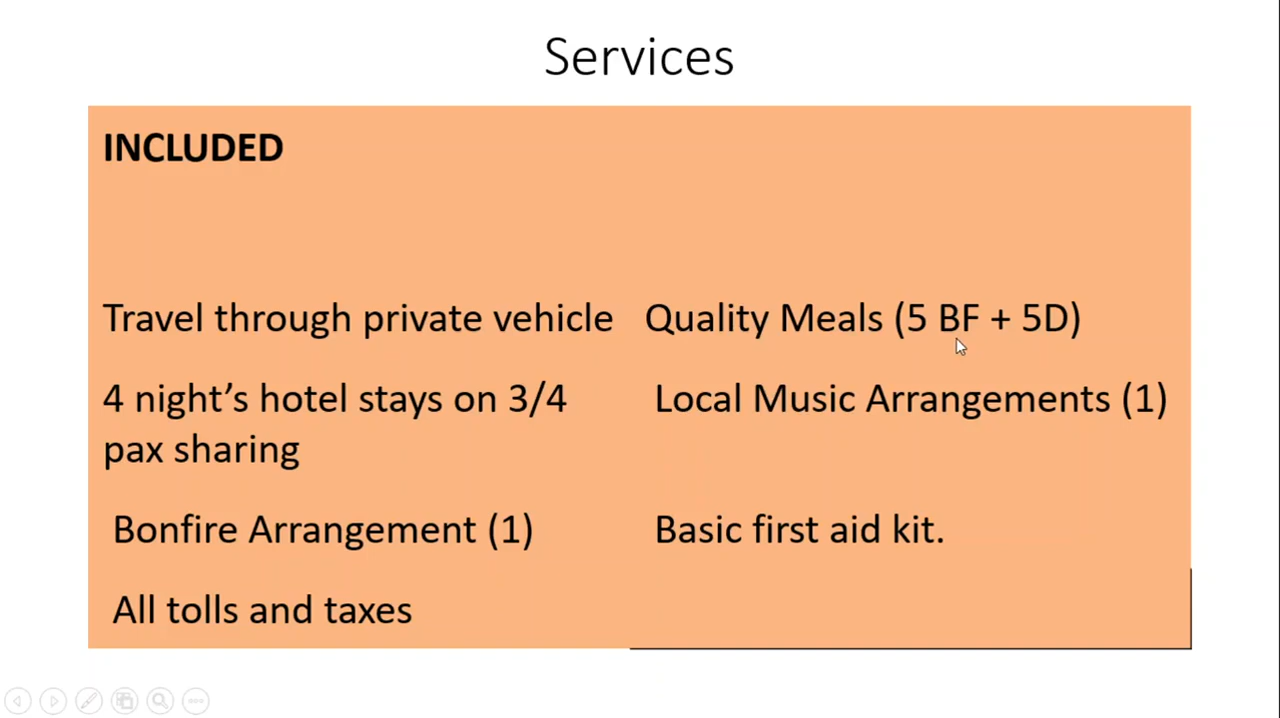 Services
INCLUDED
Travel through private vehicle
Quality Meals (5 BF + 5D)
4 night’s hotel stays on 3/4
pax sharing
Local Music Arrangements (1)
Bonfire Arrangement (1)
Basic first aid kit.
All tolls and taxes